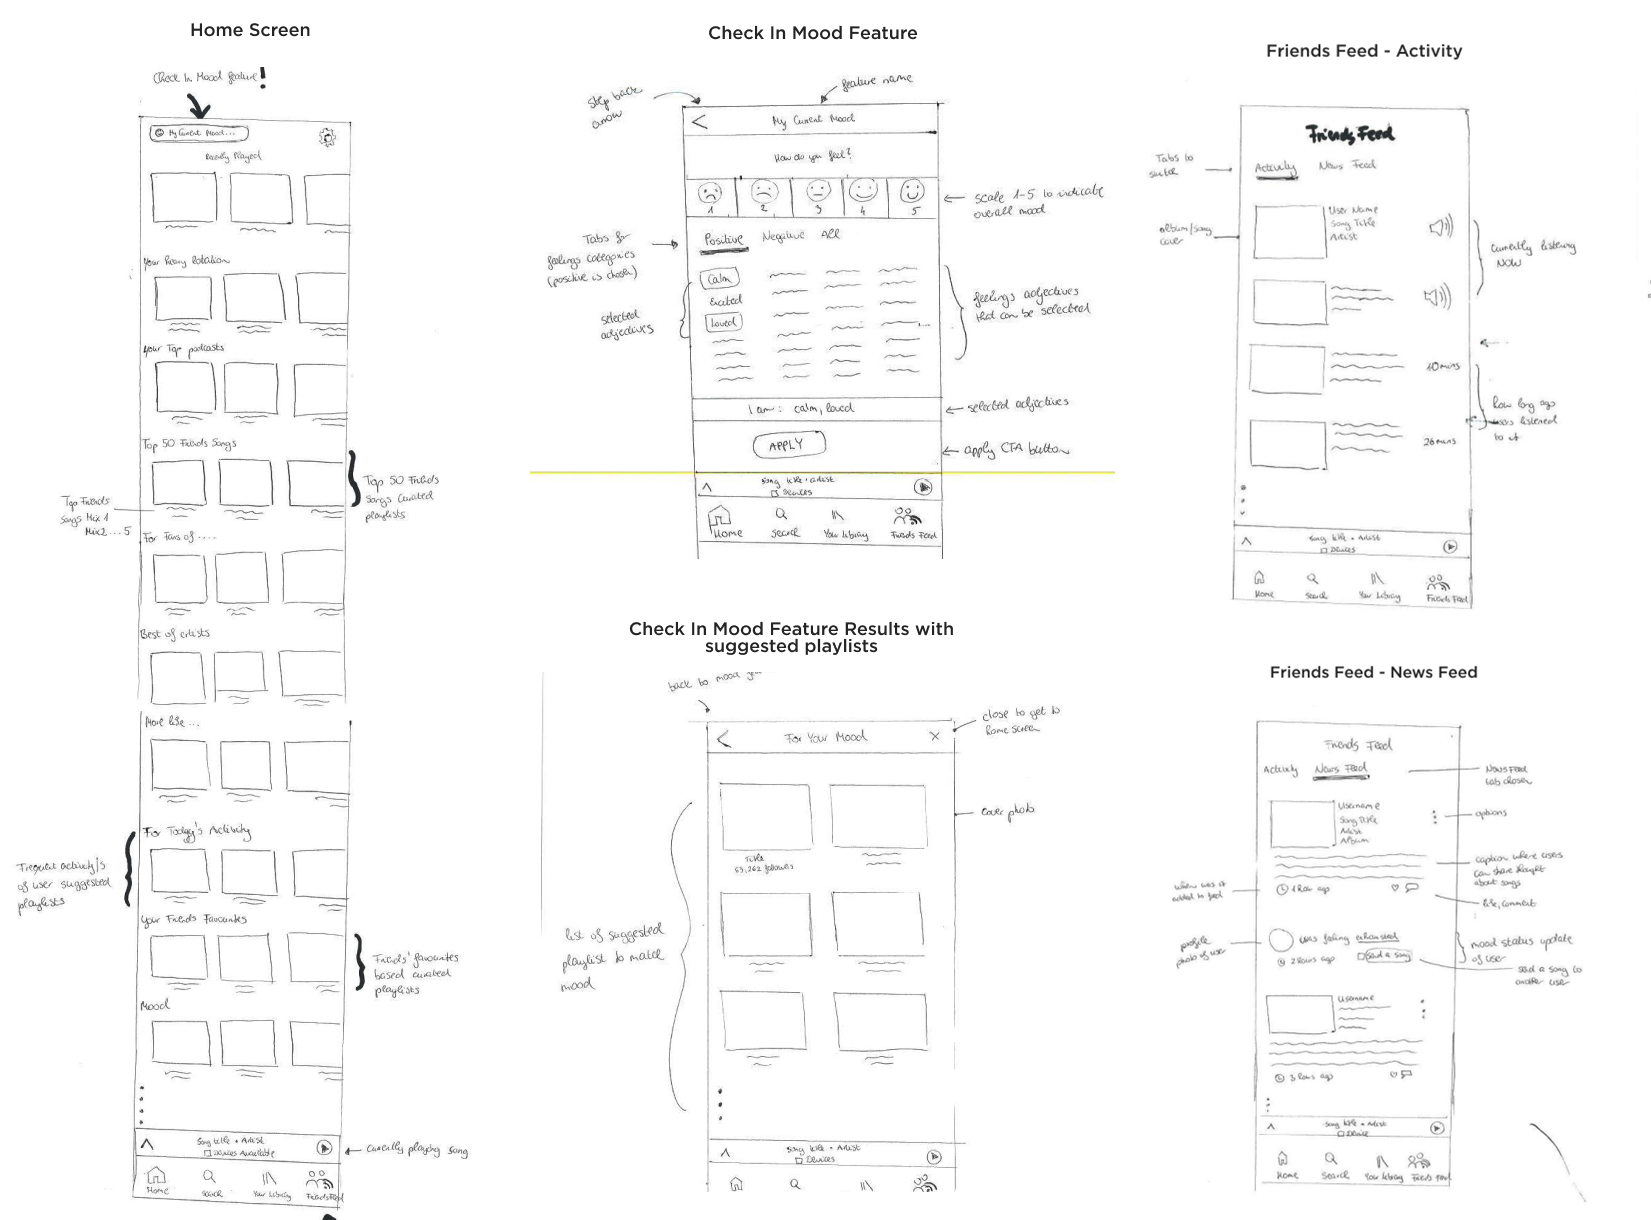 Home Screen
Check In Mood feature!
My Current Mood...
Recently Played
Your Heavy Rotation
Your Top podcasts
Top 50 Friends Songs
Top 50 Friends
Songs curated
playlists
Top Friends
Songs Mix 1
Mix2....5
For Fans of ....
Best of artists
More like ...
For Today's Activity
Frequent activity/s
of user suggested
playlists
Your Friends Favourites
Friends' favourites
based curated
playlists
Mood
Song title • Artist
Devices Available
Currently playing song
Home
Search
Your Library
Friends Feed
Check In Mood Feature
step back
arrow
feature name
My Current Mood
How do you feel?
1
2
3
4
5
scale 1-5 to indicate
overall mood
Tabs for
feelings categories
(positive is chosen)
Positive
Negative
All
Calm
Excited
Loved
selected
adjectives
feelings adjectives
that can be selected
I am: calm, loved
selected adjectives
APPLY
apply CTA button
song title • artist
Devices
Home
Search
Your Library
Friends Feed
Check In Mood Feature Results with
suggested playlists
back to mood
close to get to
home screen
For Your Mood
X
cover photo
Title
followers
list of suggested
playlist to match
mood
song title • Artist
Devices
Friends Feed - Activity
Friends Feed
Tabs to
switch
Activity
News Feed
album/song
cover
User Name
Song Title
Artist
currently listening
NOW
10 mins
26 mins
how long ago
users listened
to it
Song title • Artist
Devices
Home
Search
Your Library
Friends Feed
Friends Feed - News Feed
Friends Feed
Activity
News Feed
News Feed
tab chosen
Username
Song Title
Artist
Album
options
caption where users
can share thought
about songs
when was it
added to feed
1 hour ago
like, comment
profile
photo of user
was feeling exhausted
2 hours ago
Send a song
mood status update
of user
send a song to
another user
Username
3 hours ago
Song title • Artist
Device
Home
Search
Your Library
Friends Feed